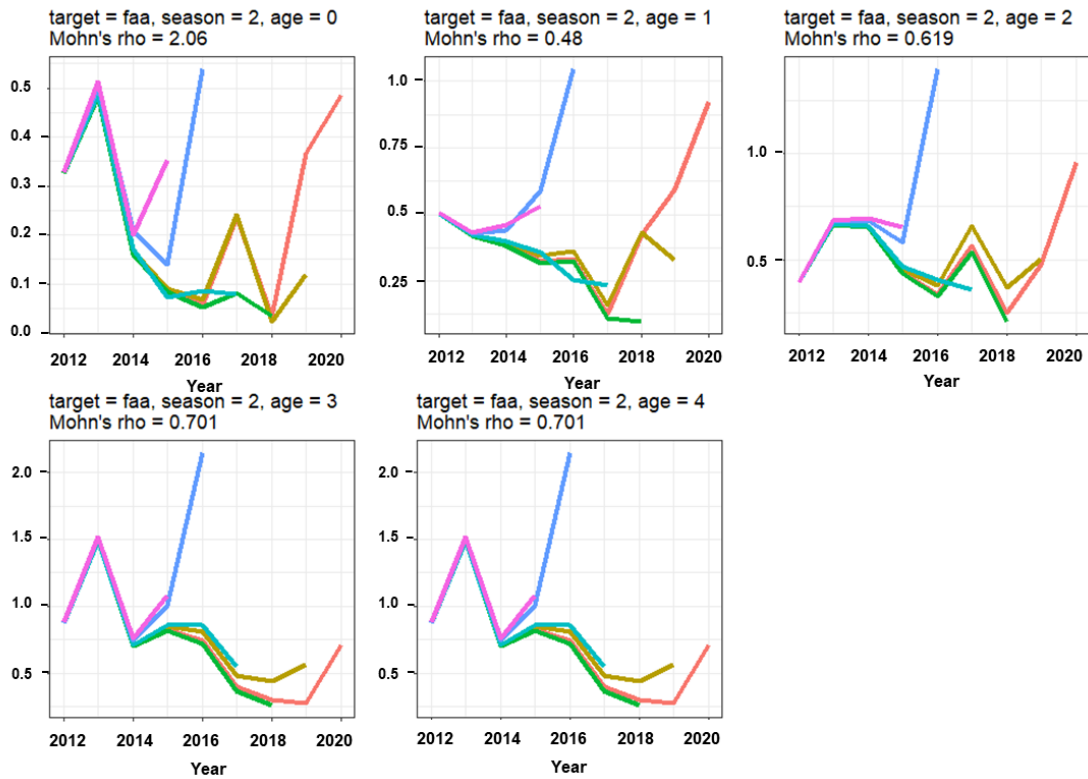 target = faa, season = 2, age = 0
Mohn's rho = 2.06
0.5
0.4
0.3
0.2
0.1
0.0
2012 2014 2016 2018 2020
Year
target = faa, season = 2, age = 1
Mohn's rho = 0.48
1.0
0.75
0.5
0.25
2012 2014 2016 2018 2020
Year
target = faa, season = 2, age = 2
Mohn's rho = 0.619
1.0
0.5
2012 2014 2016 2018 2020
Year
target = faa, season = 2, age = 3
Mohn's rho = 0.701
2.0
1.5
1.0
0.5
2012 2014 2016 2018 2020
Year
target = faa, season = 2, age = 4
Mohn's rho = 0.701
2.0
1.5
1.0
0.5
2012 2014 2016 2018 2020
Year